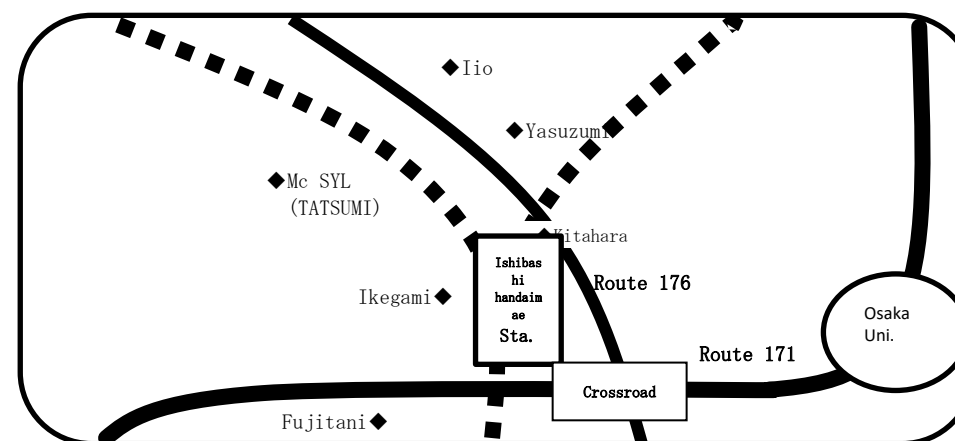 Iio
Yasuzumi
Mc SYL
(TATSUMI)
Kitahara
Ishibas
hi
handaim
ae
Sta.
Route 176
Ikegami
Osaka
Uni.
Route 171
Crossroad
Fujitani